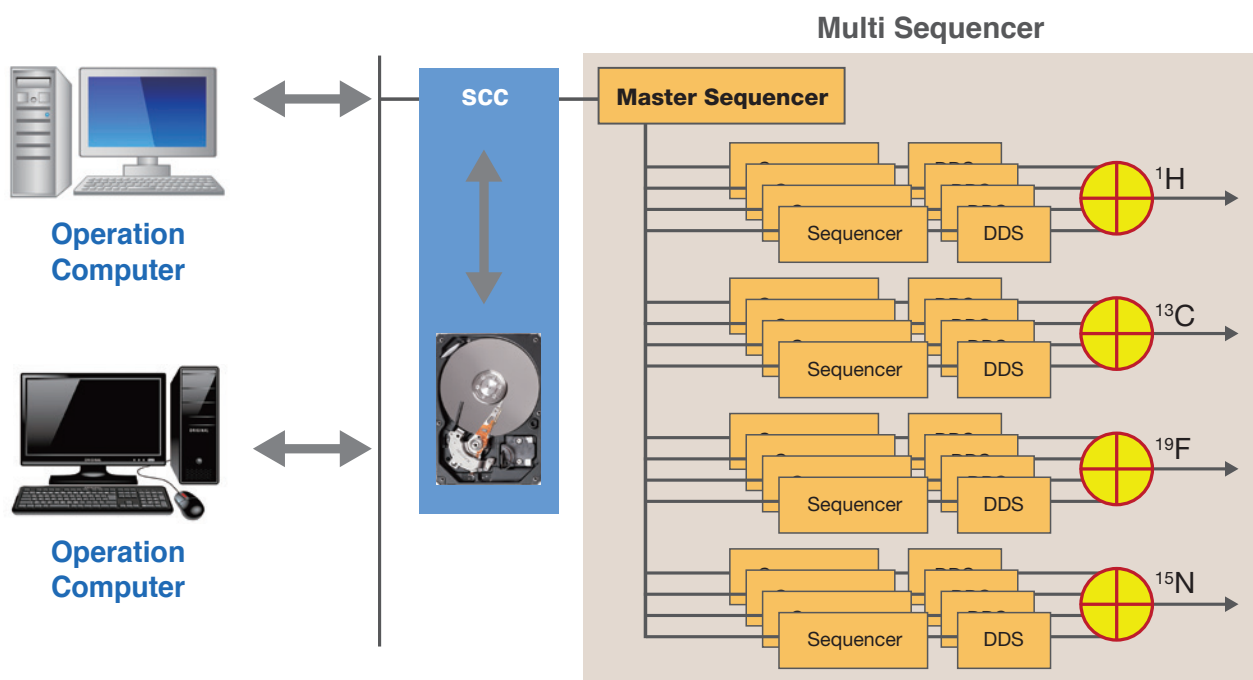 Multi Sequencer
SCC
Master Sequencer
Operation
Computer
Sequencer
DDS
¹H
Sequencer
DDS
¹³C
Operation
Computer
Sequencer
DDS
¹⁹F
Sequencer
DDS
¹⁵N